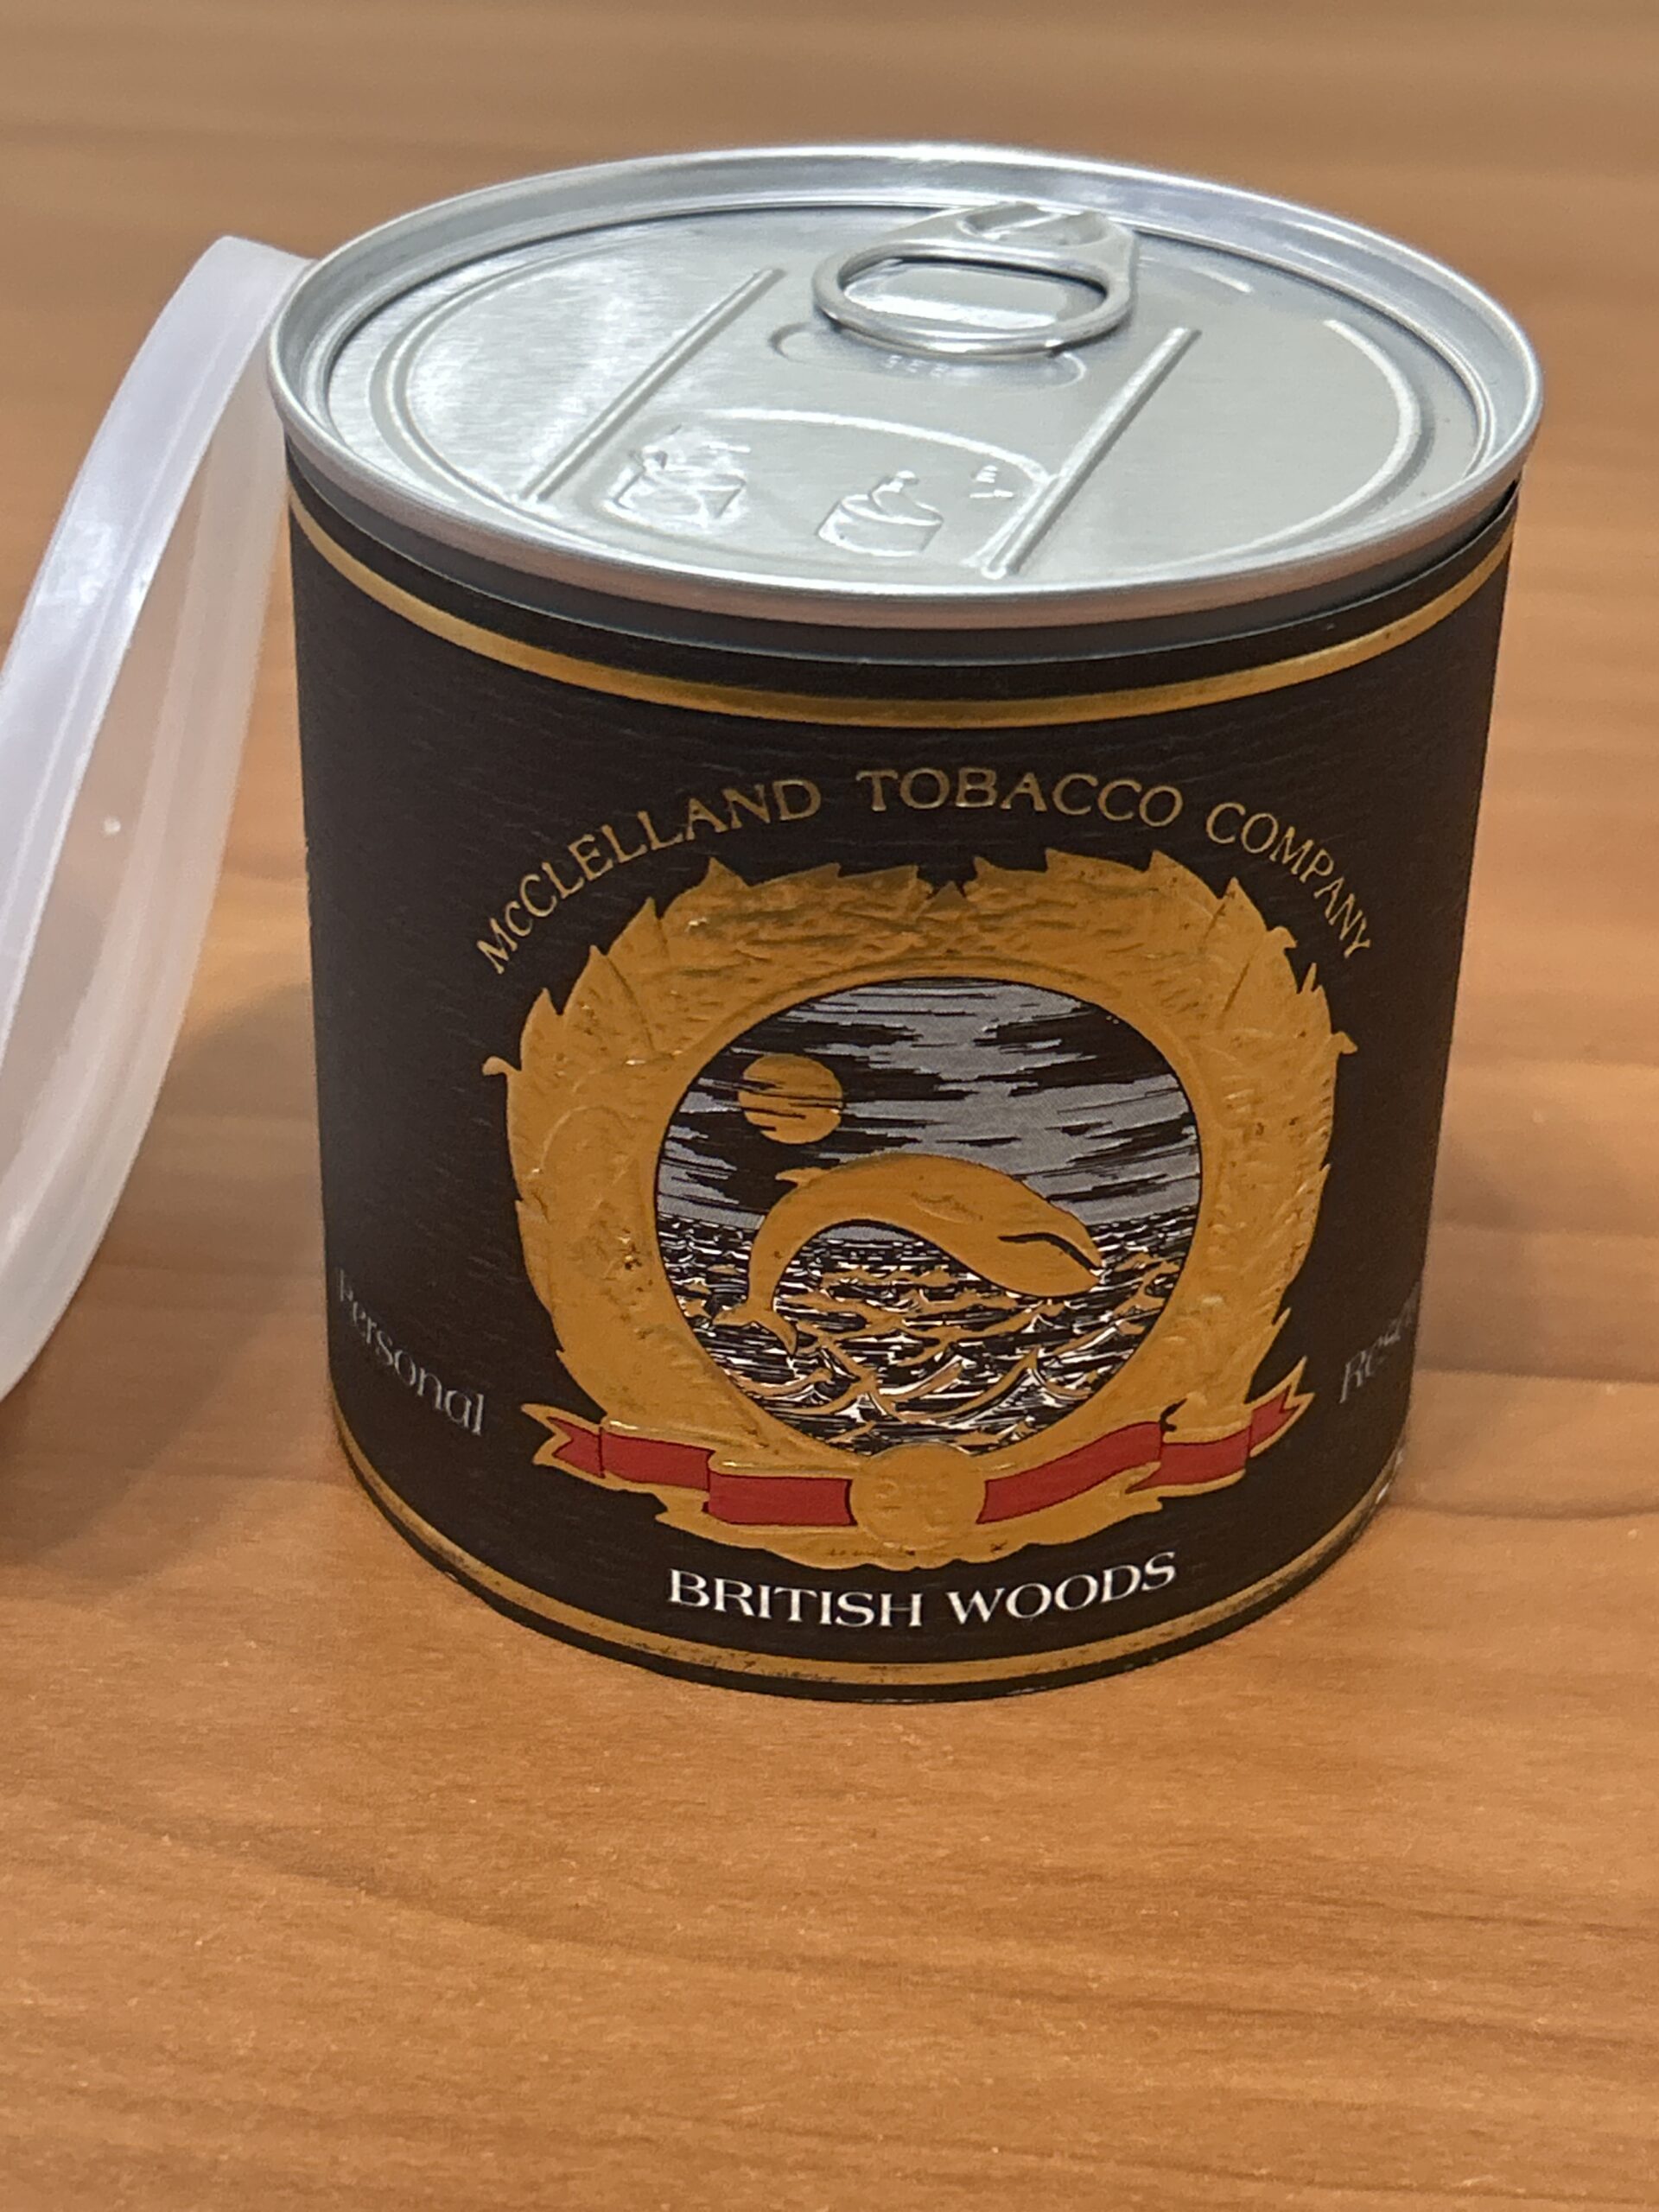 McCLELLAND TOBACCO COMPANY
Personal
BRITISH WOODS